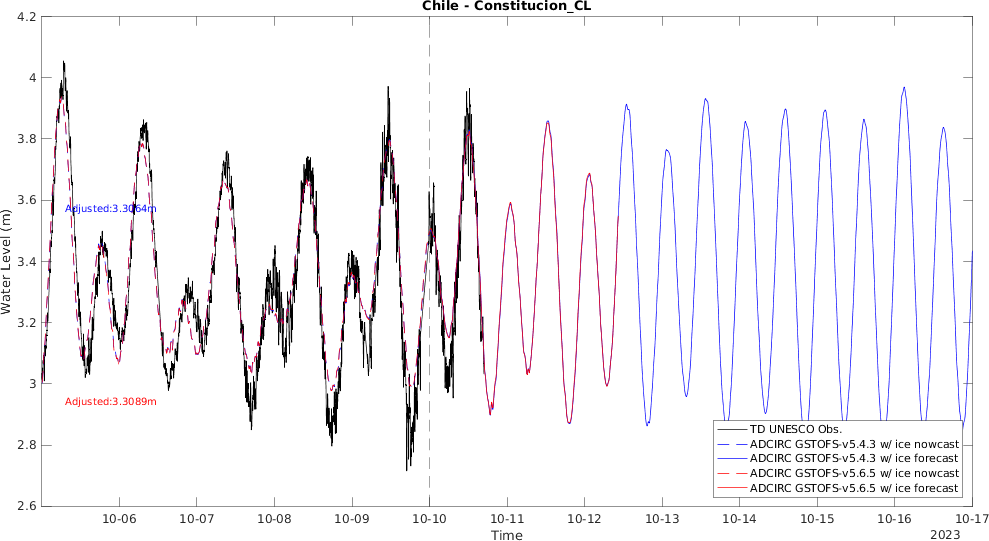 Chile - Constitucion_CL
4.2
4
3.8
3.6
3.4
3.2
3
2.8
2.6
Water Level (m)
Adjusted:3.3064m
Adjusted:3.3089m
TD UNESCO Obs.
ADCIRC GSTOFS-v5.4.3 w/ ice nowcast
ADCIRC GSTOFS-v5.4.3 w/ ice forecast
ADCIRC GSTOFS-v5.6.5 w/ ice nowcast
ADCIRC GSTOFS-v5.6.5 w/ ice forecast
10-06 10-07 10-08 10-09 10-10 10-11 10-12 10-13 10-14 10-15 10-16 10-17
Time
2023